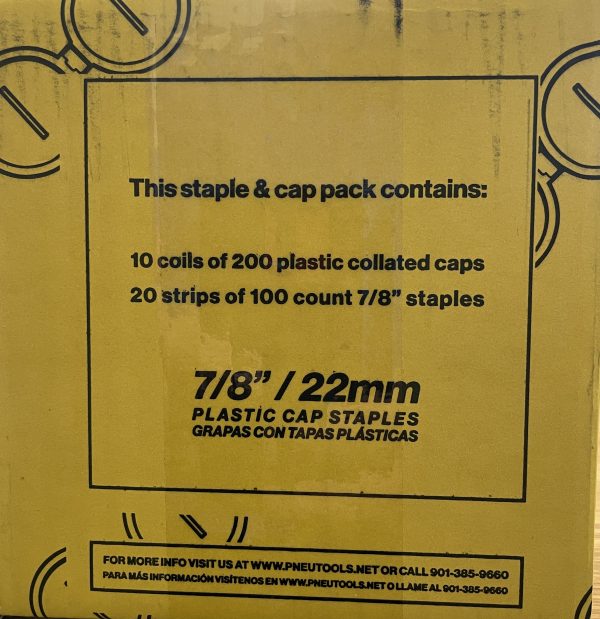 This staple & cap pack contains:
10 coils of 200 plastic collated caps
20 strips of 100 count 7/8” staples
7/8” / 22mm
PLASTIC CAP STAPLES
GRAPAS CON TAPAS PLÁSTICAS
FOR MORE INFO VISIT US AT WWW.PNEUTOOLS.NET OR CALL 901-385-9660
PARA MÁS INFORMACIÓN VISÍTENOS EN WWW.PNEUTOOLS.NET O LLAME AL 901-385-9660